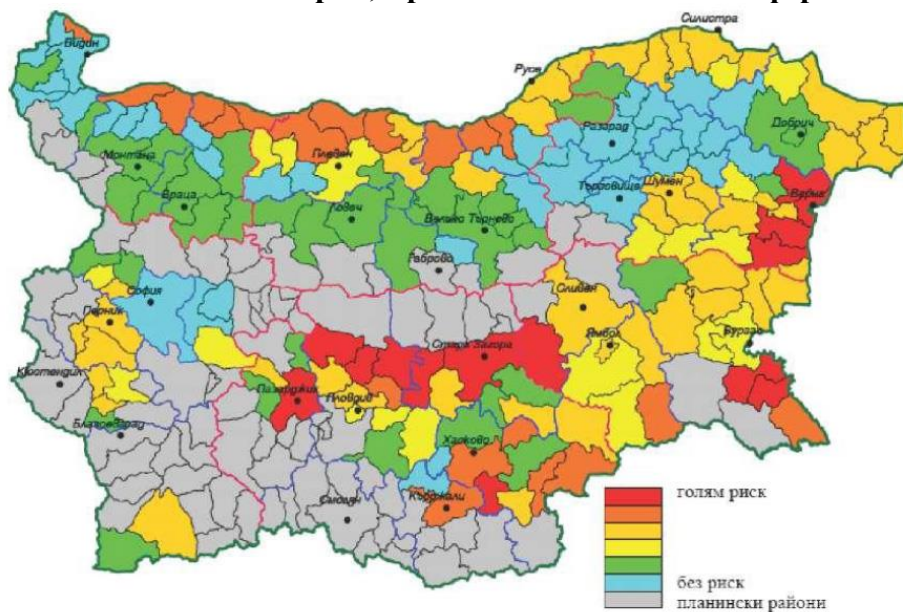 Силистра
Видин
Русе
Добрич
Разград
Монтана
Плевен
Търговище
Шумен
Варна
Враца
Ловеч
Велико Търново
Габрово
София
Сливен
Перник
Стара Загора
Ямбол
Бургас
Кюстендил
Пазарджик
Пловдив
Благоевград
Хасково
Смолян
Кърджали
голям риск
без риск
планински райони